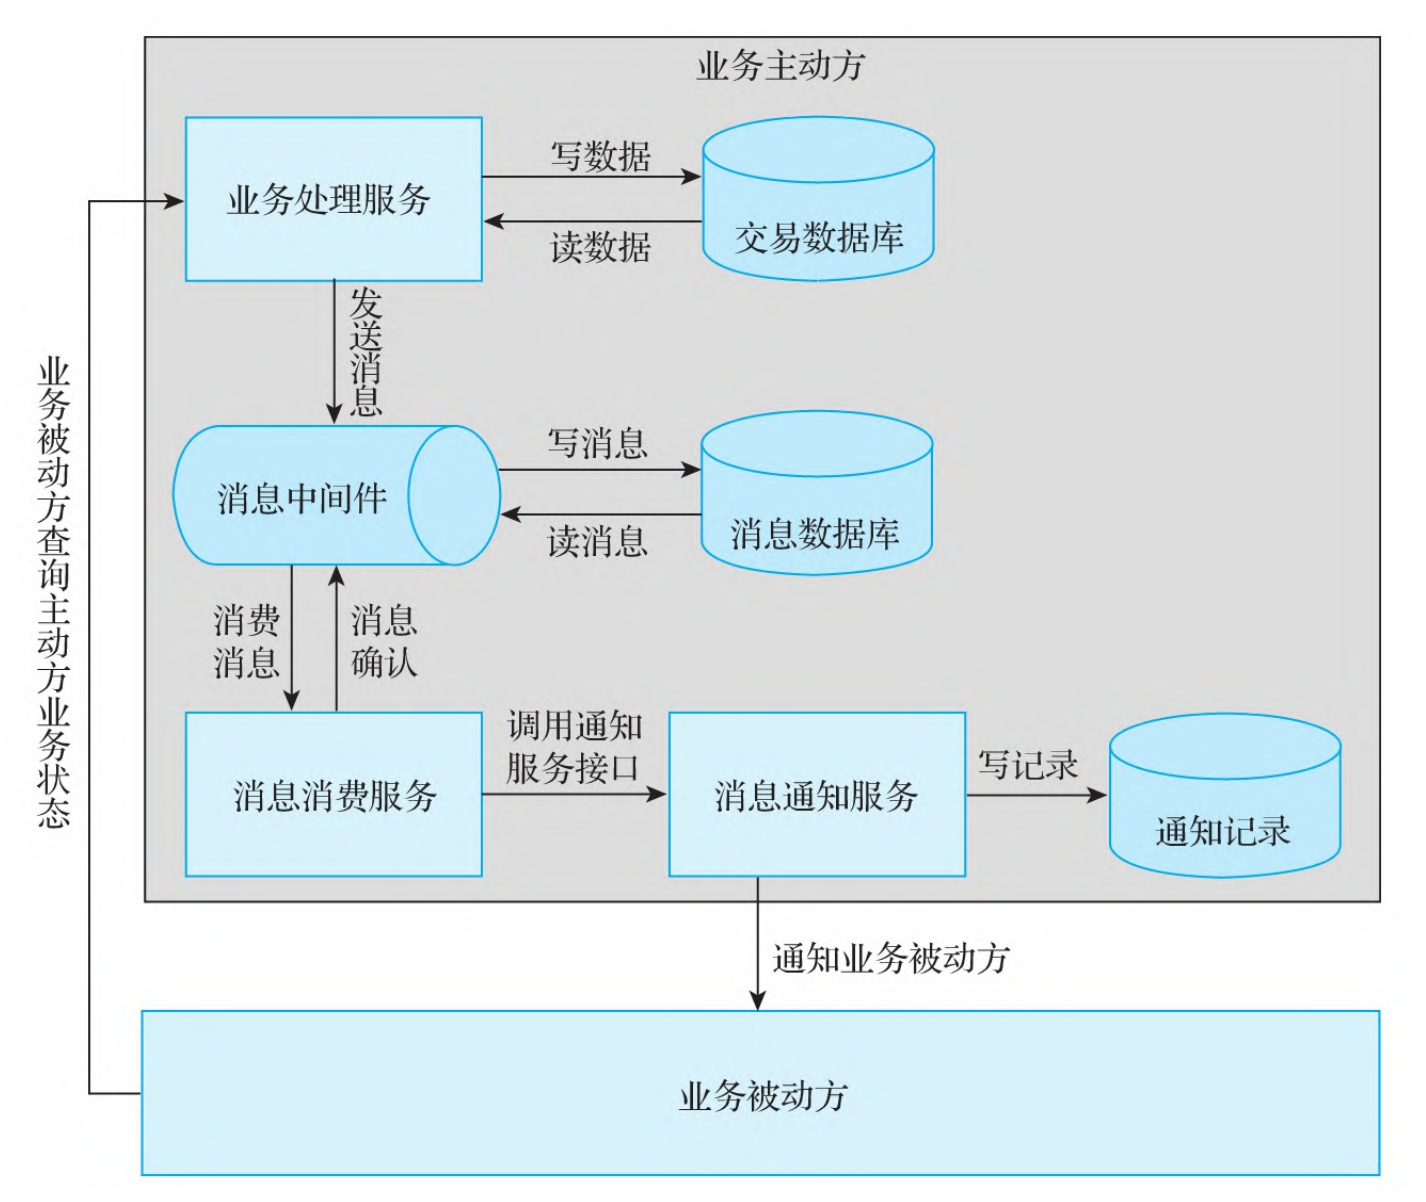 业务主动方
业务处理服务
写数据
读数据
交易数据库
发送消息
消息中间件
写消息
读消息
消息数据库
消费
消息
消息
确认
消息消费服务
调用通知
服务接口
消息通知服务
写记录
通知记录
通知业务被动方
业务被动方
业务被动方查询主动方业务状态